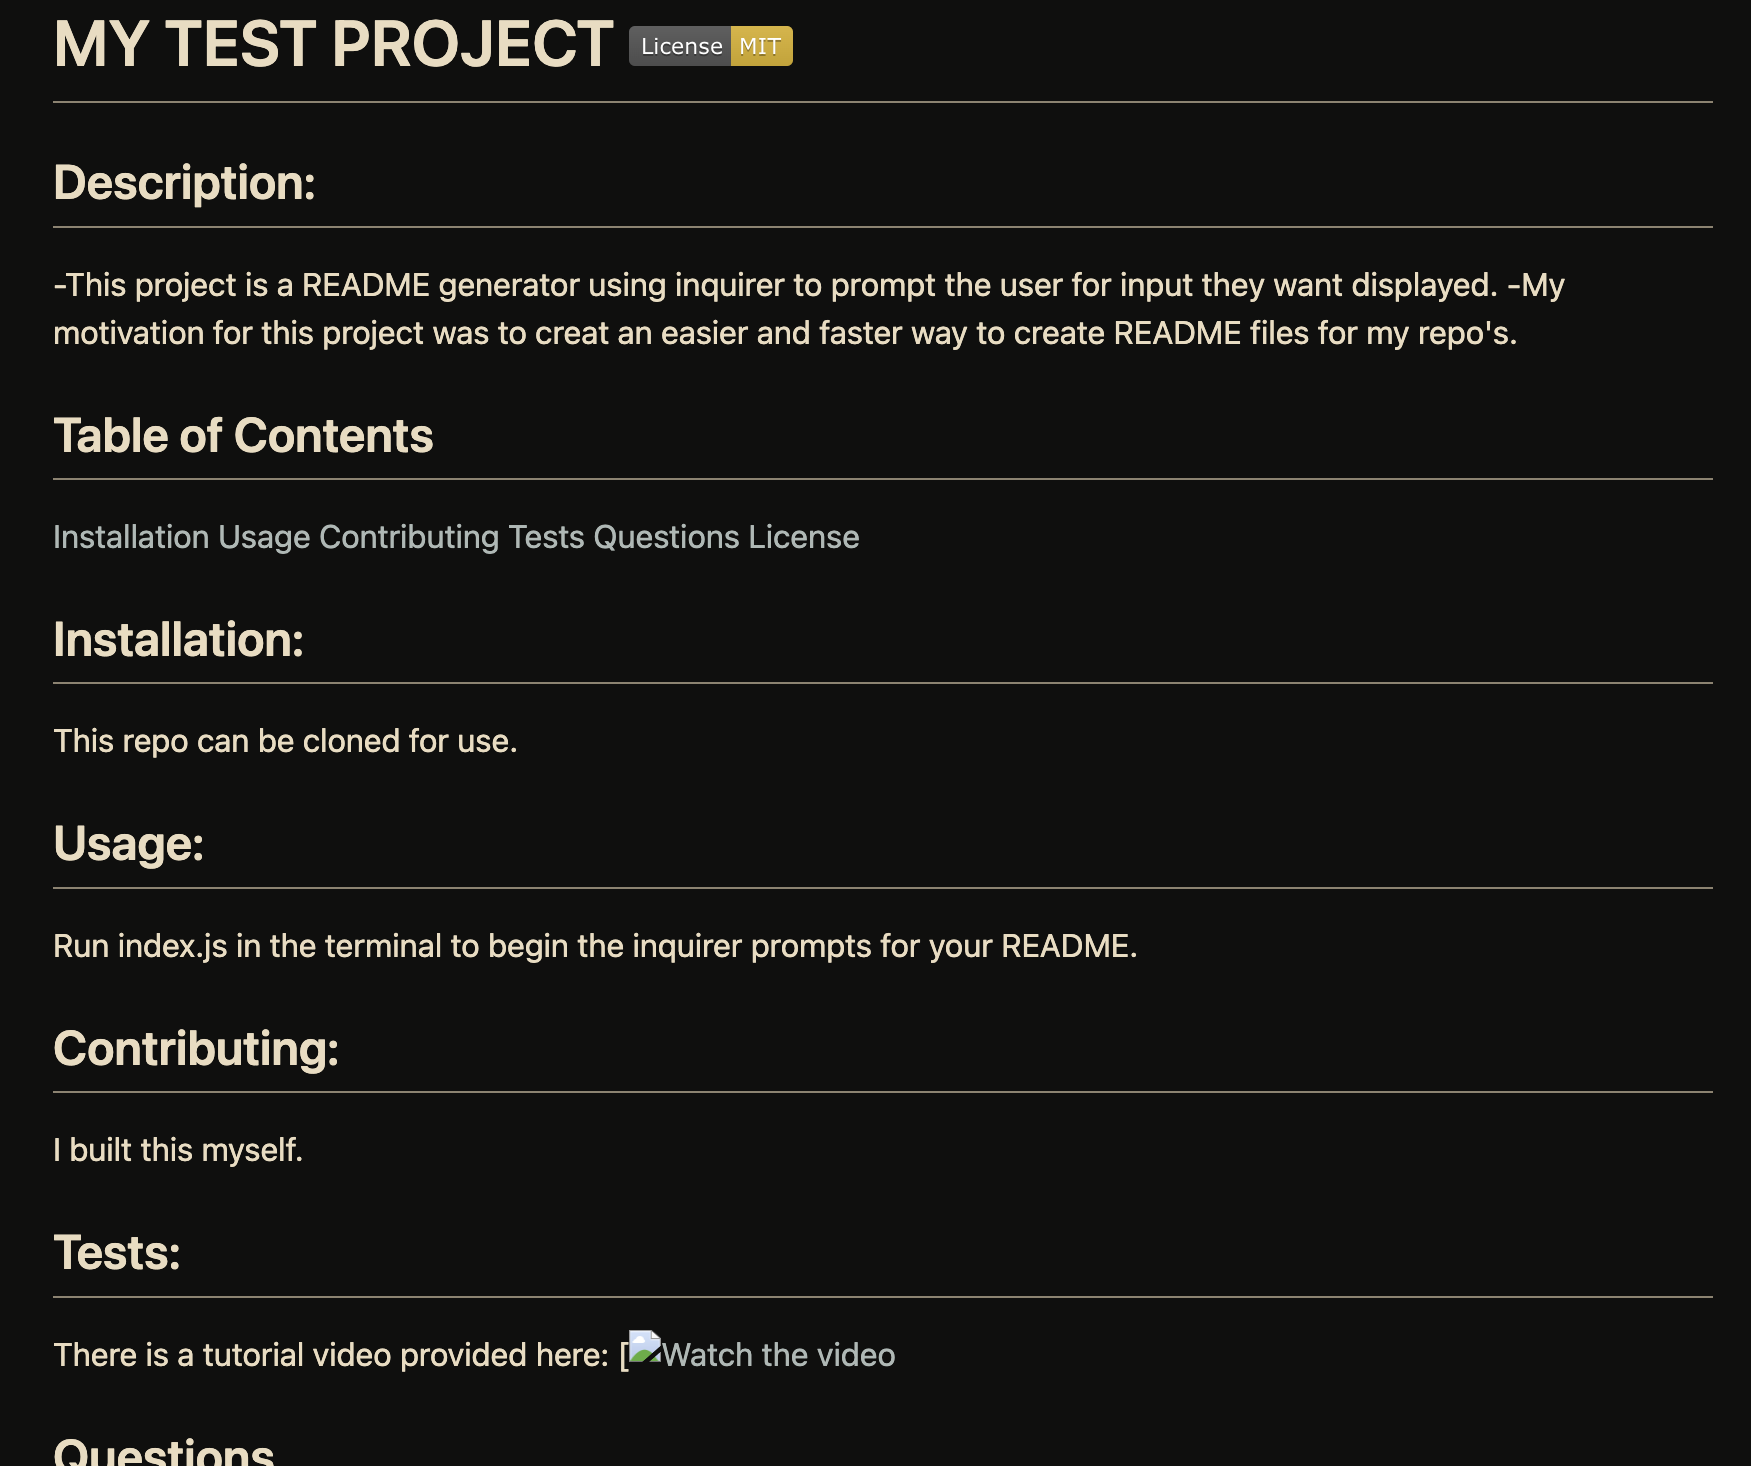 MY TEST PROJECT License MIT
Description:
-This project is a README generator using inquirer to prompt the user for input they want displayed. -My
motivation for this project was to creat an easier and faster way to create README files for my repo's.
Table of Contents
Installation Usage Contributing Tests Questions License
Installation:
This repo can be cloned for use.
Usage:
Run index.js in the terminal to begin the inquirer prompts for your README.
Contributing:
I built this myself.
Tests:
There is a tutorial video provided here: [Watch the video
Questions